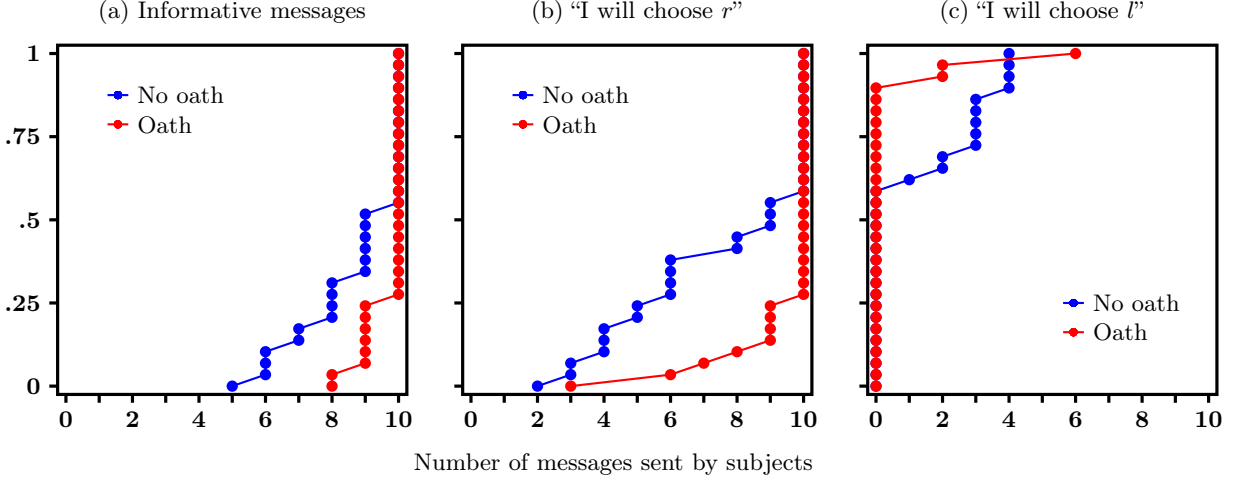 (a) Informative messages
(b) “I will choose r”
(c) “I will choose l”
1
.75
.5
.25
0
No oath
Oath
No oath
Oath
No oath
Oath
0 2 4 6 8 10
0 2 4 6 8 10
0 2 4 6 8 10
Number of messages sent by subjects